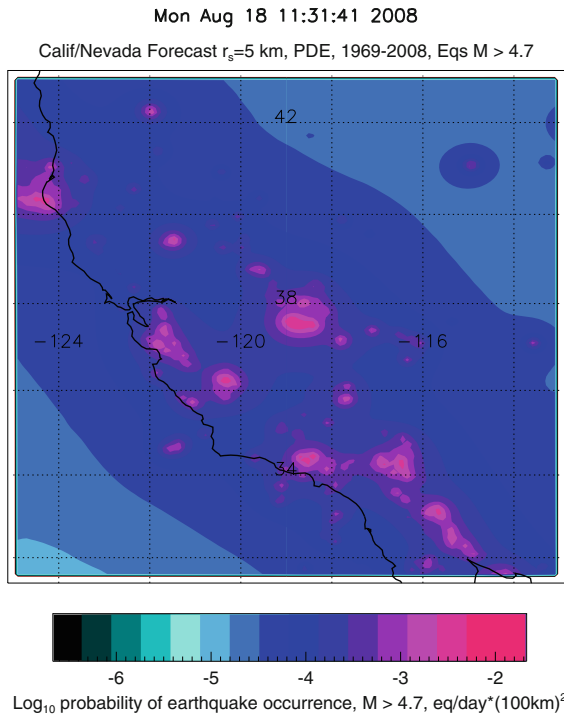 Mon Aug 18 11:31:41 2008
Calif/Nevada Forecast rₛ=5 km, PDE, 1969-2008, Eqs M > 4.7
42
38
−124 −120 −116
34
-6 -5 -4 -3 -2
Log₁₀ probability of earthquake occurrence, M > 4.7, eq/day*(100km)²